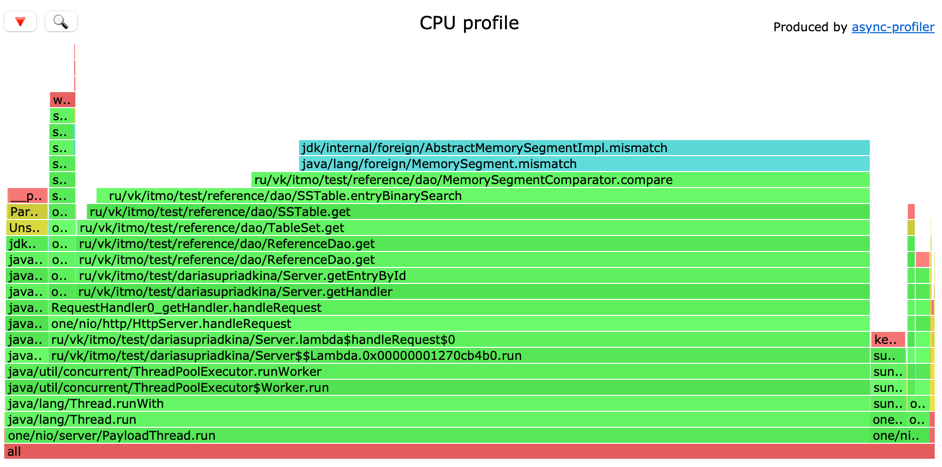 CPU profile
Produced by async-profiler
w..
s..
s..
s.. jdk/internal/foreign/AbstractMemorySegmentImpl.mismatch
s.. java/lang/foreign/MemorySegment.mismatch
s.. ru/vk/itmo/test/reference/dao/MemorySegmentComparator.compare
__p.. s.. ru/vk/itmo/test/reference/dao/SSTable.entryBinarySearch
Par.. o.. ru/vk/itmo/test/reference/dao/SSTable.get
Uns.. o.. ru/vk/itmo/test/reference/dao/TableSet.get
jdk.. o.. ru/vk/itmo/test/reference/dao/ReferenceDao.get
java.. o.. ru/vk/itmo/test/reference/dao/ReferenceDao.get
java.. o.. ru/vk/itmo/test/dariasupriadkina/Server.getEntryById
java.. o.. ru/vk/itmo/test/dariasupriadkina/Server.getHandler
java.. RequestHandler0_getHandler.handleRequest
java.. one/nio/http/HttpServer.handleRequest
java.. ru/vk/itmo/test/dariasupriadkina/Server.lambda$handleRequest$0 ke..
java.. ru/vk/itmo/test/dariasupriadkina/Server$$Lambda.0x00000001270cb4b0.run su..
java/util/concurrent/ThreadPoolExecutor.runWorker sun..
java/util/concurrent/ThreadPoolExecutor$Worker.run sun..
java/lang/Thread.runWith sun.. o..
java/lang/Thread.run one.. o..
one/nio/server/PayloadThread.run one/ni..
all